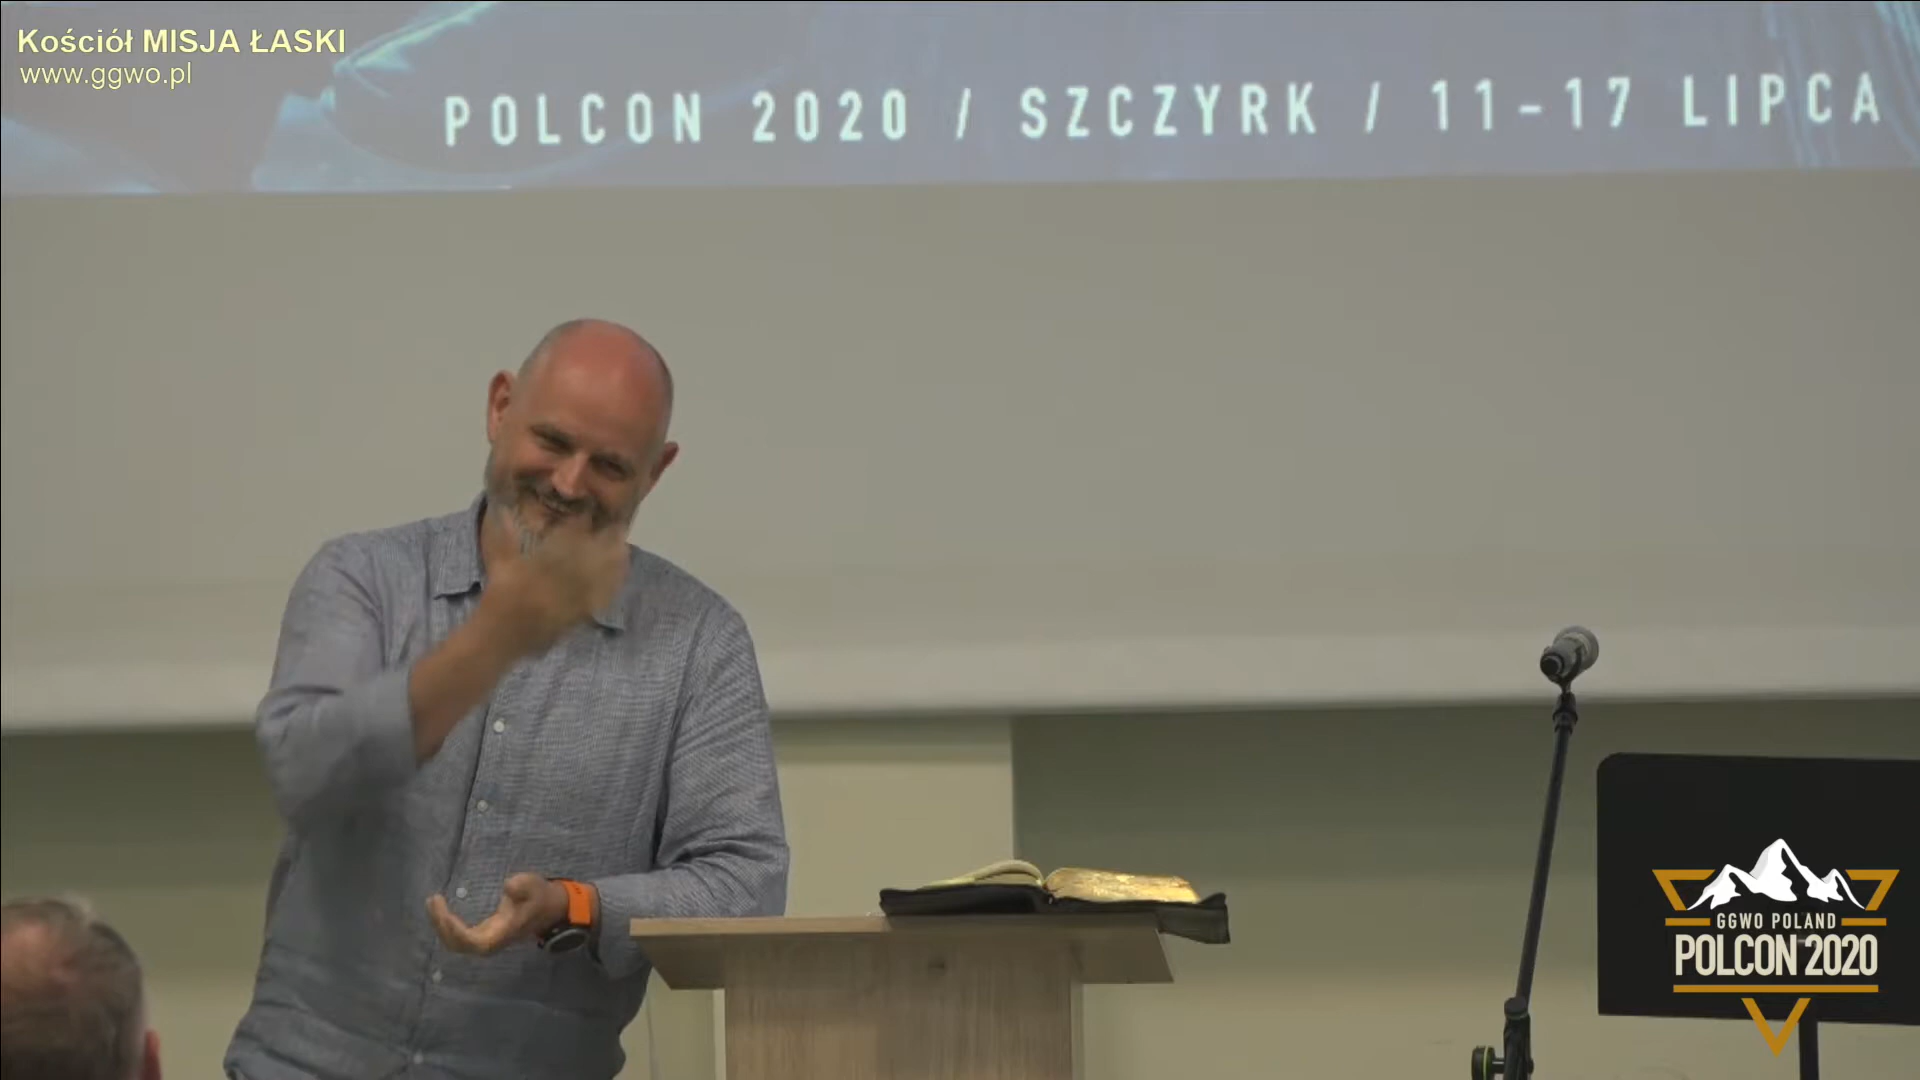 Kościół MISJA ŁASKI
www.ggwo.pl
POLCON 2020 / SZCZYRK / 11-17 LIPCA
GGWO POLAND
POLCON 2020